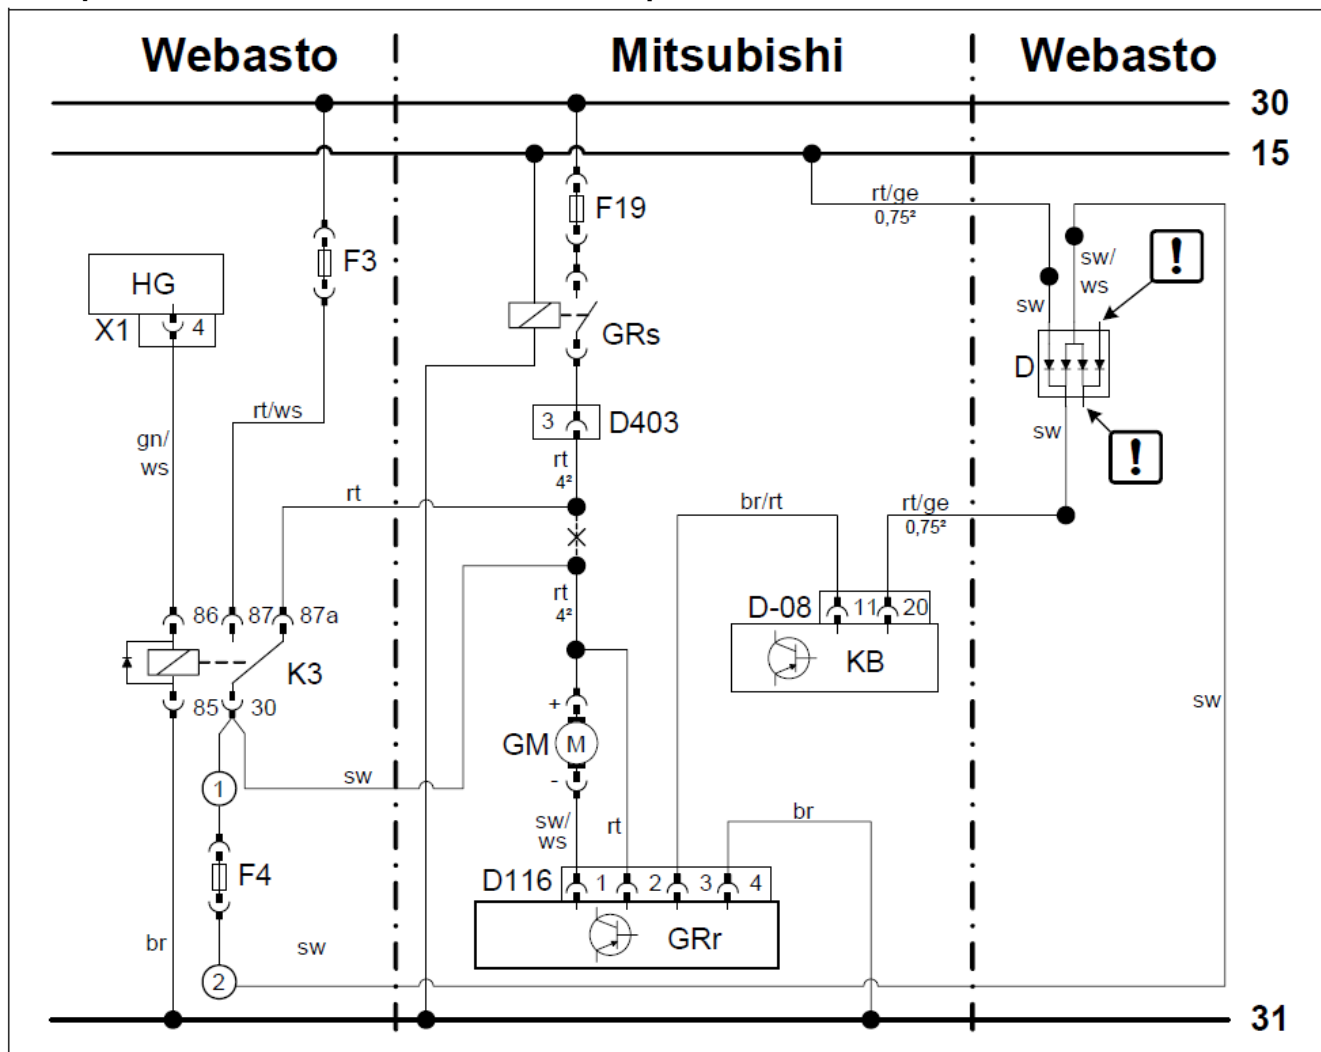 Webasto
Mitsubishi
Webasto
30
15
rt/ge
0,75²
F19
sw/
ws
!
F3
HG
X1
4
sw
GRs
D
rt/ws
3
D403
sw
gn/
ws
rt
4²
!
rt
br/rt
rt/ge
0,75²
rt
4²
86
87
87a
D-08
11
20
K3
KB
85
30
+
sw
GM
M
-
1
sw
sw/
ws
rt
br
F4
D116
1
2
3
4
br
sw
GRr
2
31